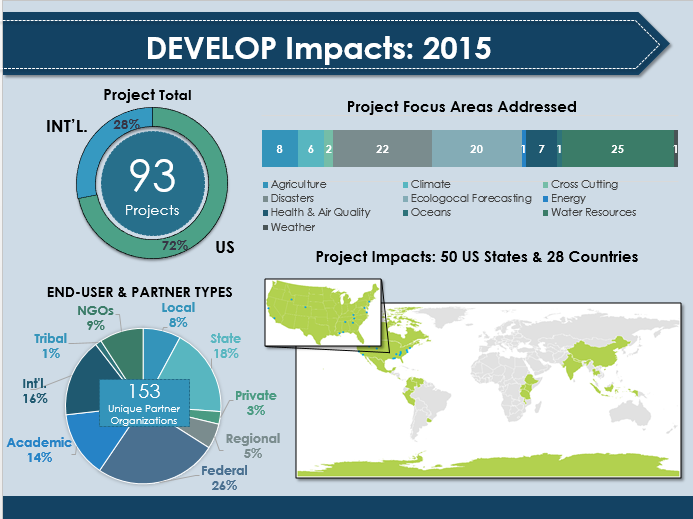 DEVELOP Impacts: 2015
Project Total
INT'L.
28%
93
Projects
72%
US
Project Focus Areas Addressed
8 6 2 22 20 1 7 1 25 1
Agriculture Climate Cross Cutting
Disasters Ecologocal Forecasting Energy
Health & Air Quality Oceans Water Resources
Weather
Project Impacts: 50 US States & 28 Countries
END-USER & PARTNER TYPES
NGOs
9%
Local
8%
Tribal
1%
State
18%
Int'l.
16%
153
Unique Partner
Organizations
Private
3%
Academic
14%
Regional
5%
Federal
26%